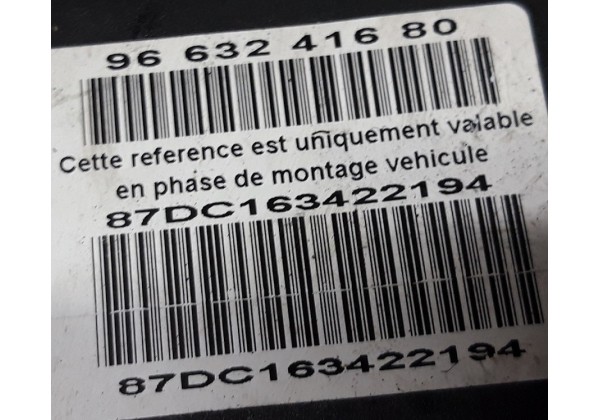 96 632 416 80
Cette reference est uniquement valable
en phase de montage vehicule
87DC163422194
87DC163422194